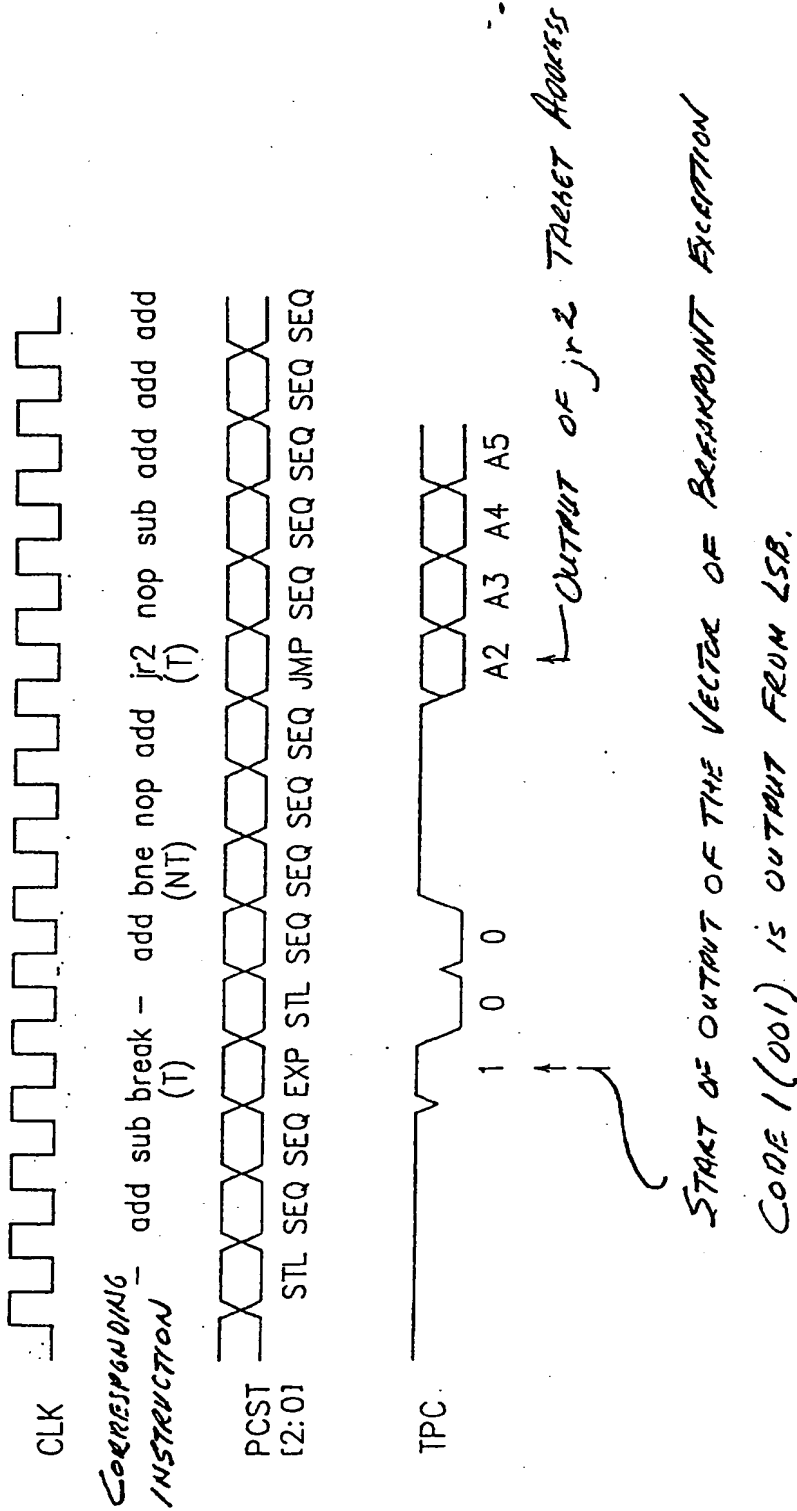 CLK
CORRESPONDING INSTRUCTION
– add sub break – add bne nop add jr2 nop sub add add add
(T) (NT) (T)
PCST [2:0]
STL SEQ SEQ EXP STL SEQ SEQ SEQ SEQ JMP SEQ SEQ SEQ SEQ SEQ
TPC
1 0 0 A2 A3 A4 A5
OUTPUT OF jr2 TARGET ADDRESS
START OF OUTPUT OF THE VECTOR OF BREAKPOINT EXCEPTION
CODE 1(001) IS OUTPUT FROM LSB.